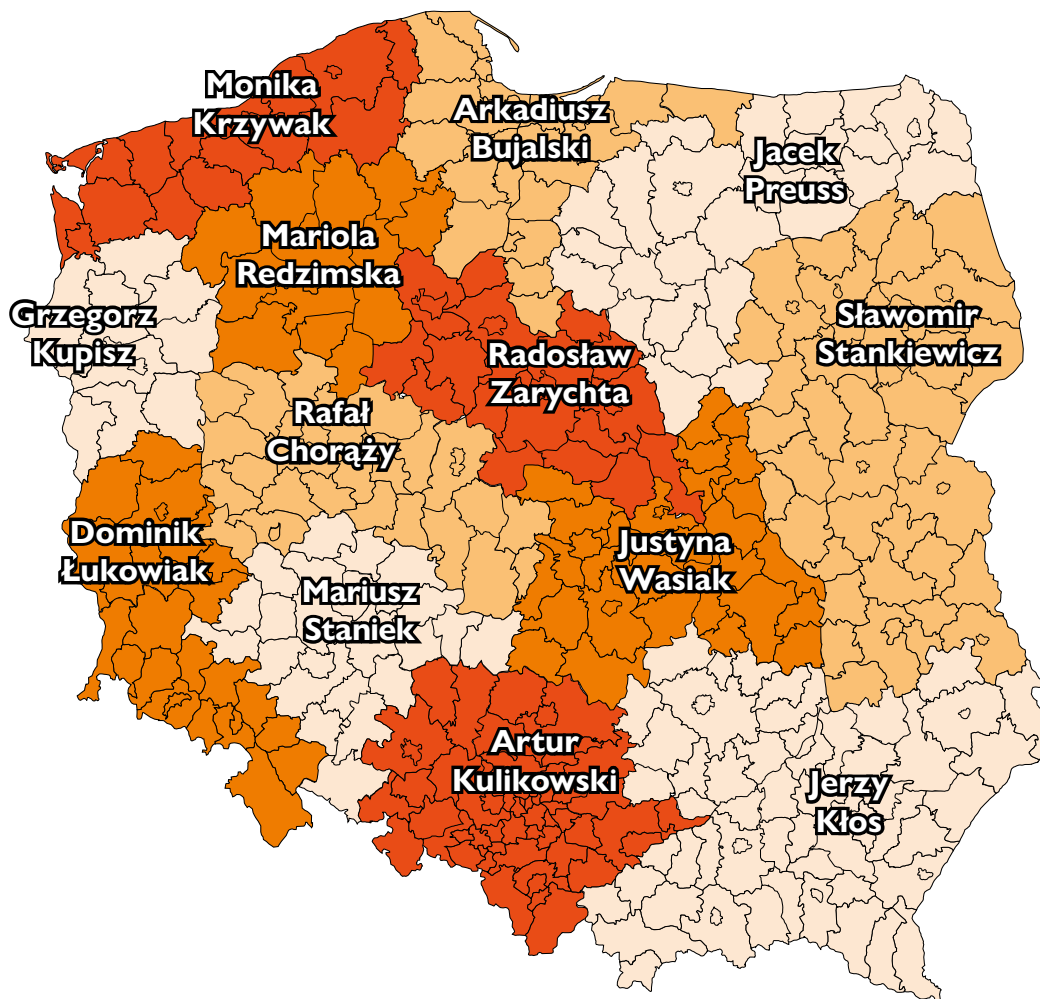 Monika
Krzywak
Arkadiusz
Bujalski
Jacek
Preuss
Mariola
Redzimska
Grzegorz
Kupisz
Sławomir
Stankiewicz
Radosław
Zarychta
Rafał
Chorąży
Dominik
Łukowiak
Justyna
Wasiak
Mariusz
Staniek
Artur
Kulikowski
Jerzy
Kłos